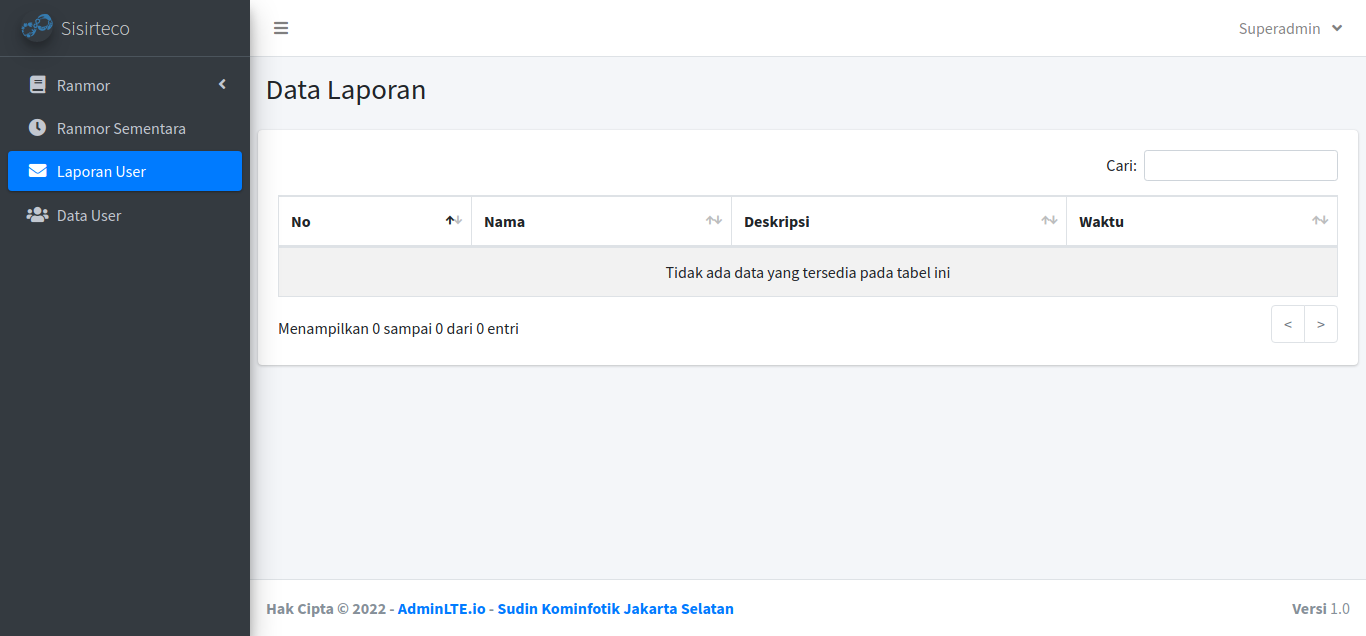 Sisirteco
Superadmin
Ranmor
Ranmor Sementara
Laporan User
Data User
Data Laporan
Cari:
No Nama Deskripsi Waktu
Tidak ada data yang tersedia pada tabel ini
Menampilkan 0 sampai 0 dari 0 entri
< >
Hak Cipta © 2022 - AdminLTE.io - Sudin Kominfotik Jakarta Selatan
Versi 1.0